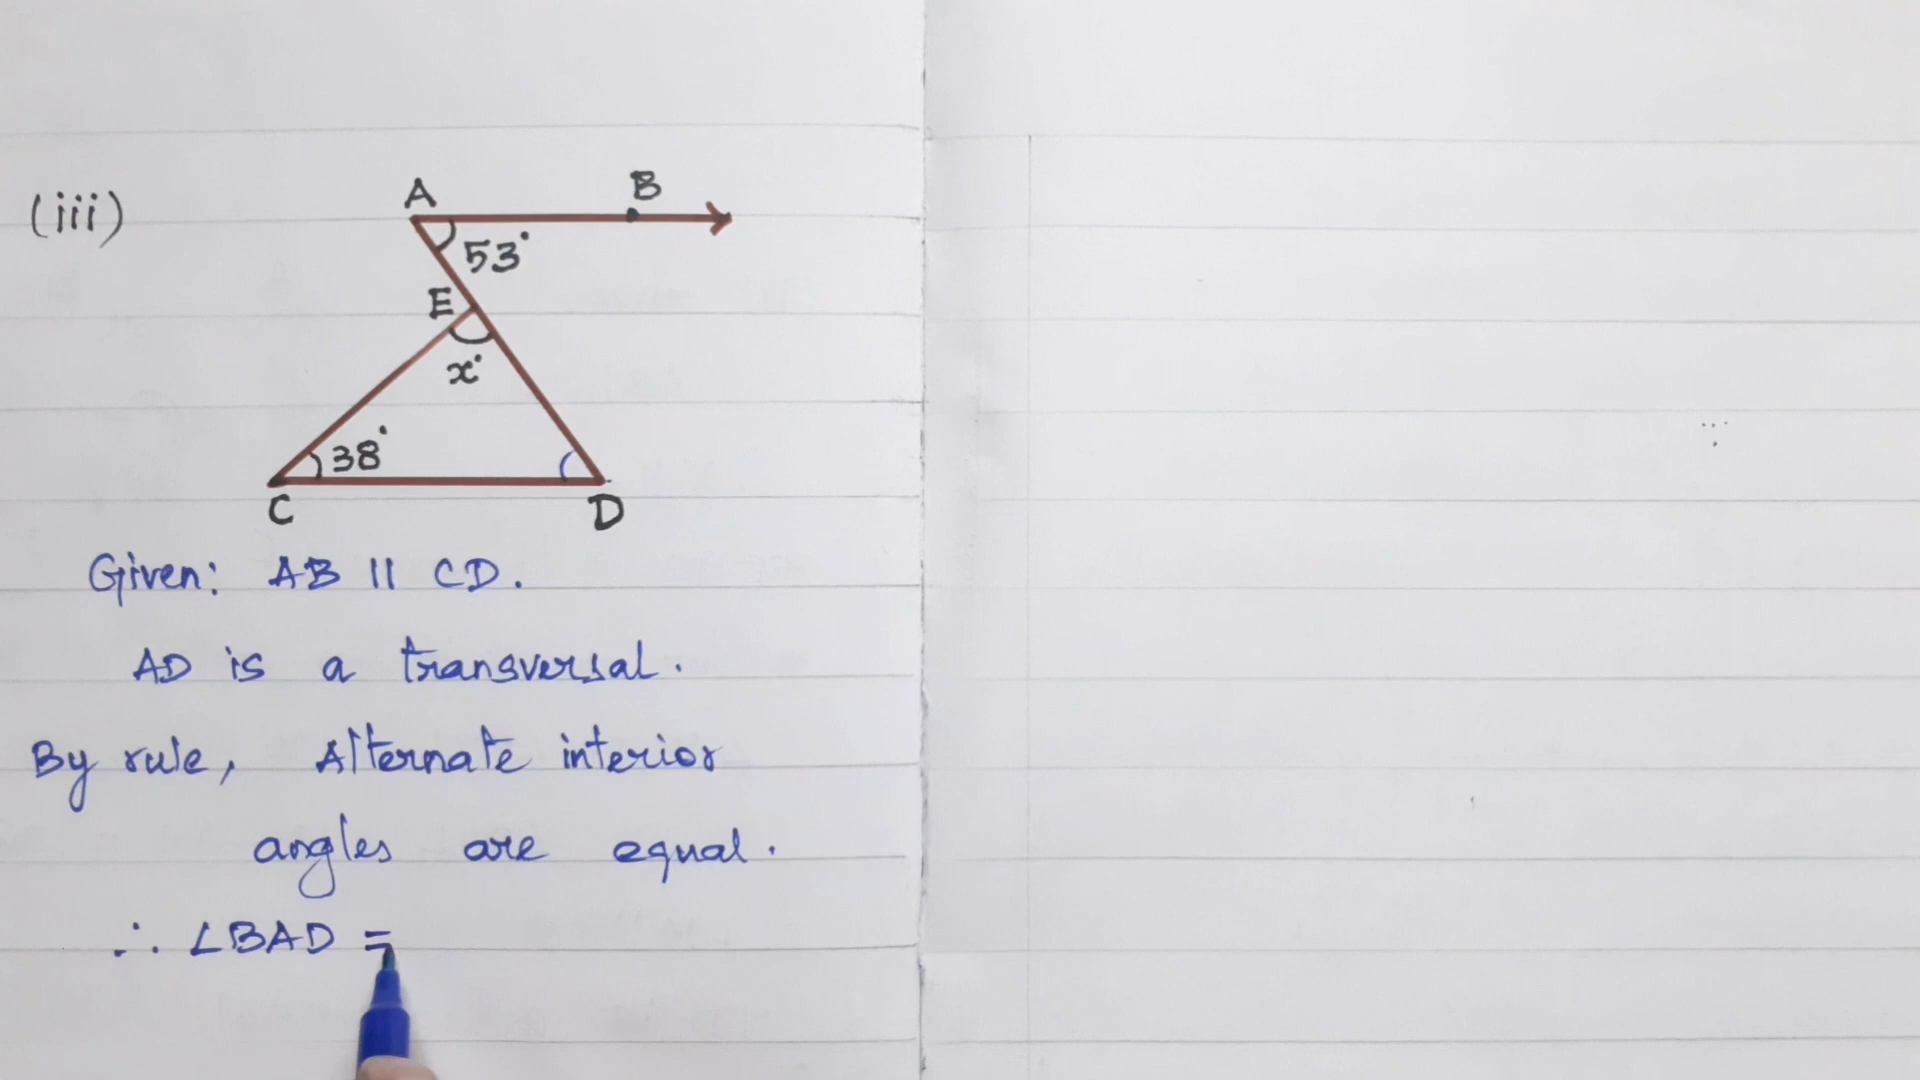 (iii)
A
B
53°
E
x°
38°
C
D
Given: AB || CD.
AD is a transversal.
By rule, Alternate interior
angles are equal.
∴ ∠BAD =